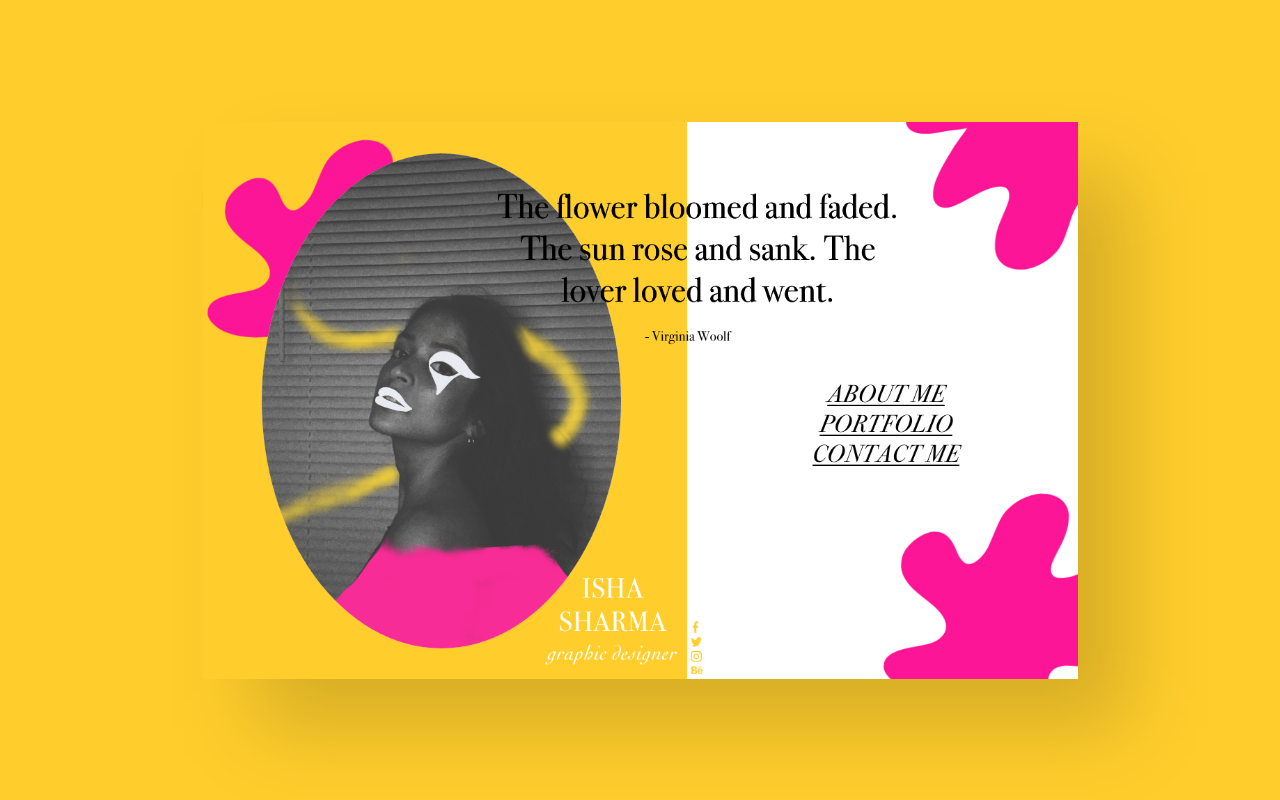 The flower bloomed and faded.
The sun rose and sank. The
lover loved and went.
- Virginia Woolf
ABOUT ME
PORTFOLIO
CONTACT ME
ISHA
SHARMA
graphic designer
Bē